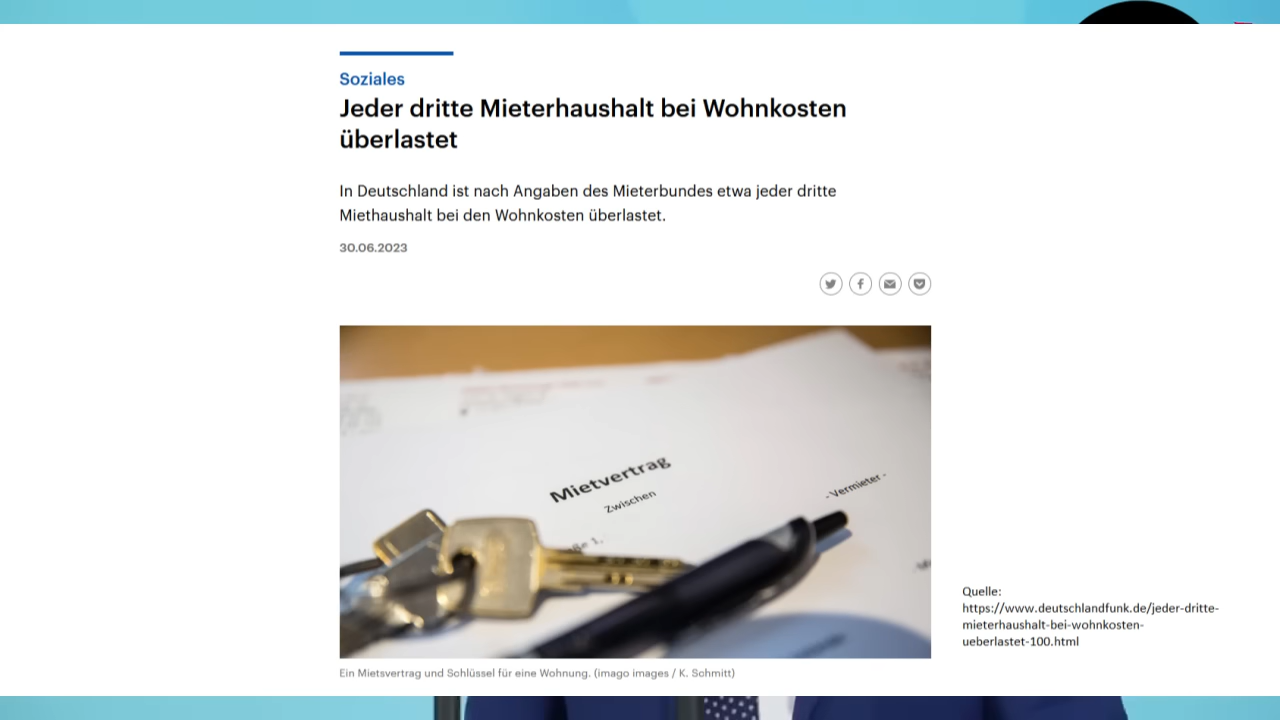 Soziales
Jeder dritte Mieterhaushalt bei Wohnkosten
überlastet
In Deutschland ist nach Angaben des Mieterbundes etwa jeder dritte
Miethaushalt bei den Wohnkosten überlastet.
30.06.2023
Mietvertrag
Zwischen
- Vermieter -
Ein Mietsvertrag und Schlüssel für eine Wohnung. (imago images / K. Schmitt)
Quelle:
https://www.deutschlandfunk.de/jeder-dritte-
mieterhaushalt-bei-wohnkosten-
ueberlastet-100.html